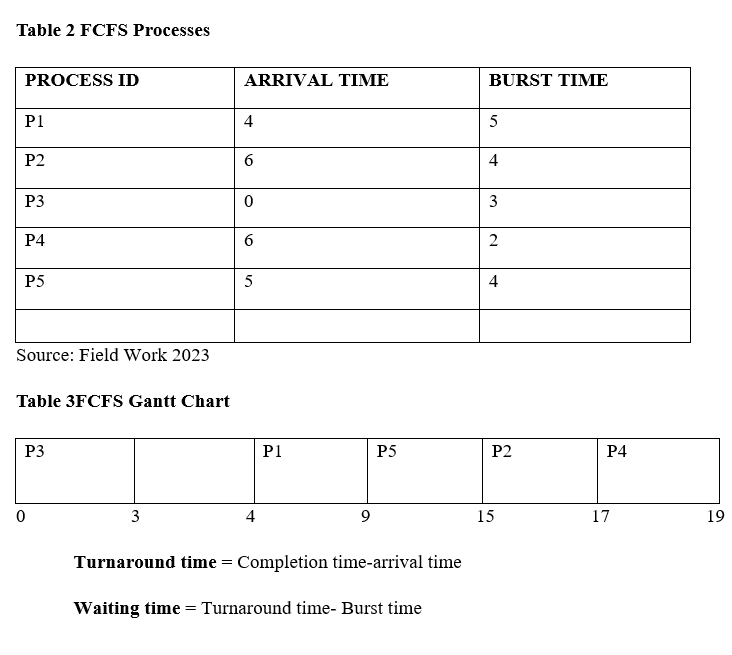 Table 2 FCFS Processes
PROCESS ID ARRIVAL TIME BURST TIME
P1 4 5
P2 6 4
P3 0 3
P4 6 2
P5 5 4
Source: Field Work 2023
Table 3FCFS Gantt Chart
P3 P1 P5 P2 P4
0 3 4 9 15 17 19
Turnaround time = Completion time-arrival time
Waiting time = Turnaround time- Burst time